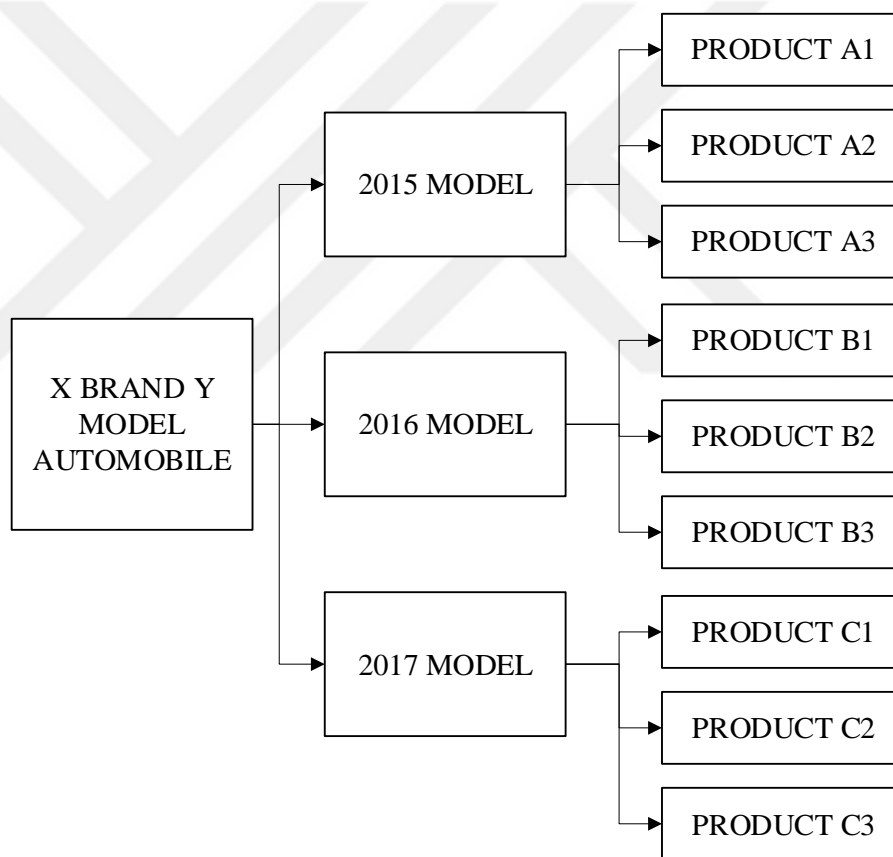 PRODUCT A1
PRODUCT A2
2015 MODEL
PRODUCT A3
PRODUCT B1
X BRAND Y
MODEL
AUTOMOBILE
2016 MODEL
PRODUCT B2
PRODUCT B3
PRODUCT C1
2017 MODEL
PRODUCT C2
PRODUCT C3